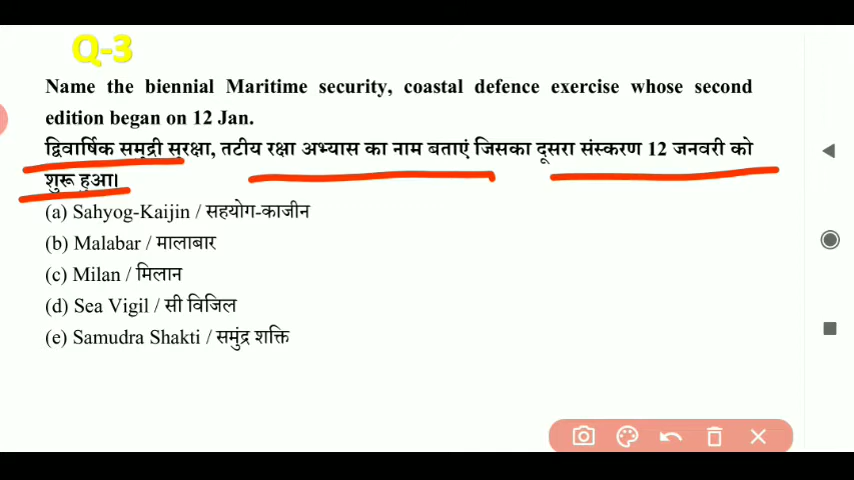 Q-3
Name the biennial Maritime security, coastal defence exercise whose second
edition began on 12 Jan.
द्विवार्षिक समुद्री सुरक्षा, तटीय रक्षा अभ्यास का नाम बताएं जिसका दूसरा संस्करण 12 जनवरी को
शुरू हुआ।
(a) Sahyog-Kaijin / सहयोग-काजीन
(b) Malabar / मालाबार
(c) Milan / मिलान
(d) Sea Vigil / सी विजिल
(e) Samudra Shakti / समुंद्र शक्ति